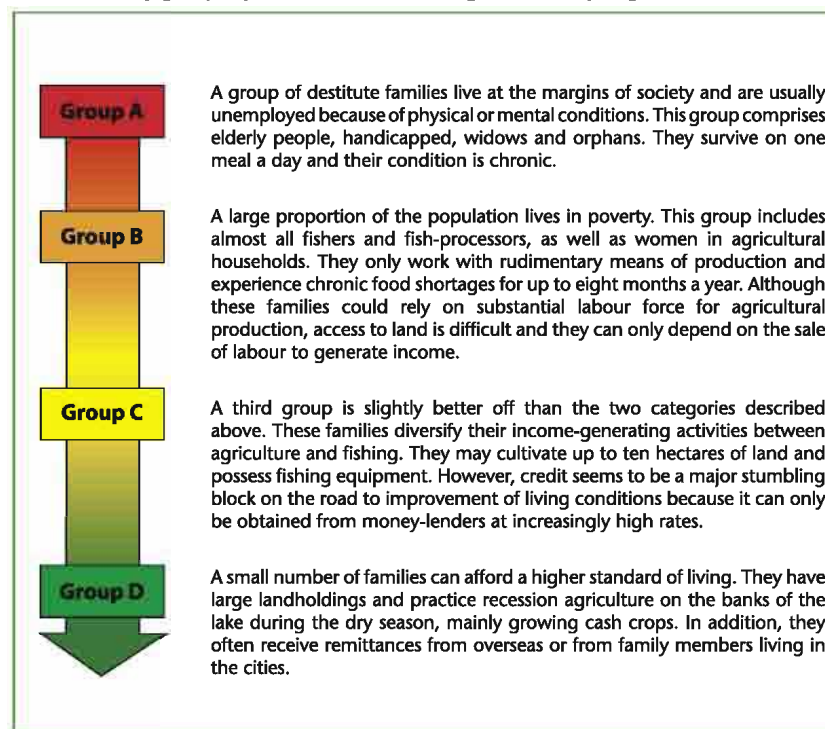 Group A
A group of destitute families live at the margins of society and are usually
unemployed because of physical or mental conditions. This group comprises
elderly people, handicapped, widows and orphans. They survive on one
meal a day and their condition is chronic.
Group B
A large proportion of the population lives in poverty. This group includes
almost all fishers and fish-processors, as well as women in agricultural
households. They only work with rudimentary means of production and
experience chronic food shortages for up to eight months a year. Although
these families could rely on substantial labour force for agricultural
production, access to land is difficult and they can only depend on the sale
of labour to generate income.
Group C
A third group is slightly better off than the two categories described
above. These families diversify their income-generating activities between
agriculture and fishing. They may cultivate up to ten hectares of land and
possess fishing equipment. However, credit seems to be a major stumbling
block on the road to improvement of living conditions because it can only
be obtained from money-lenders at increasingly high rates.
Group D
A small number of families can afford a higher standard of living. They have
large landholdings and practice recession agriculture on the banks of the
lake during the dry season, mainly growing cash crops. In addition, they
often receive remittances from overseas or from family members living in
the cities.